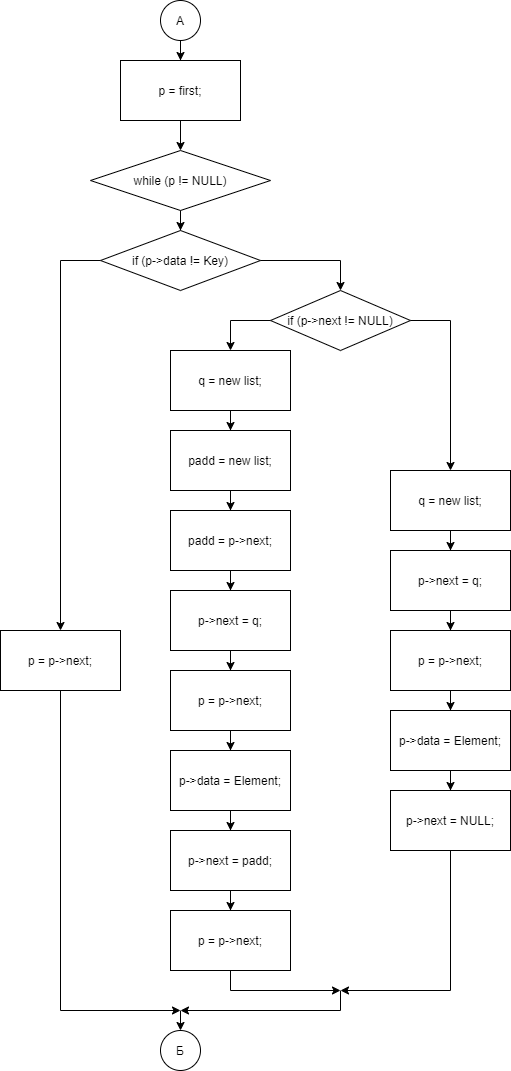 А
p = first;
while (p != NULL)
if (p->data != Key)
if (p->next != NULL)
q = new list;
padd = new list;
padd = p->next;
p->next = q;
p = p->next;
p->data = Element;
p->next = padd;
p = p->next;
q = new list;
p->next = q;
p = p->next;
p->data = Element;
p->next = NULL;
p = p->next;
Б